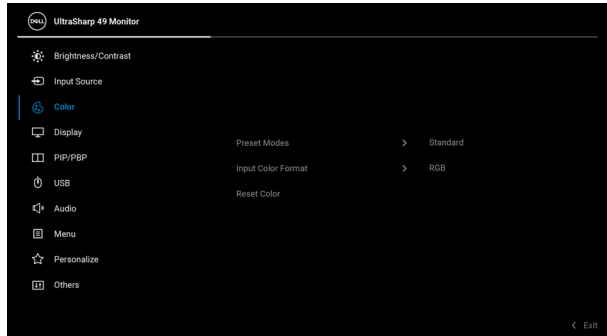 DELL UltraSharp 49 Monitor
Brightness/Contrast
Input Source
Color
Display
PIP/PBP
USB
Audio
Menu
Personalize
Others
Preset Modes > Standard
Input Color Format > RGB
Reset Color
< Exit